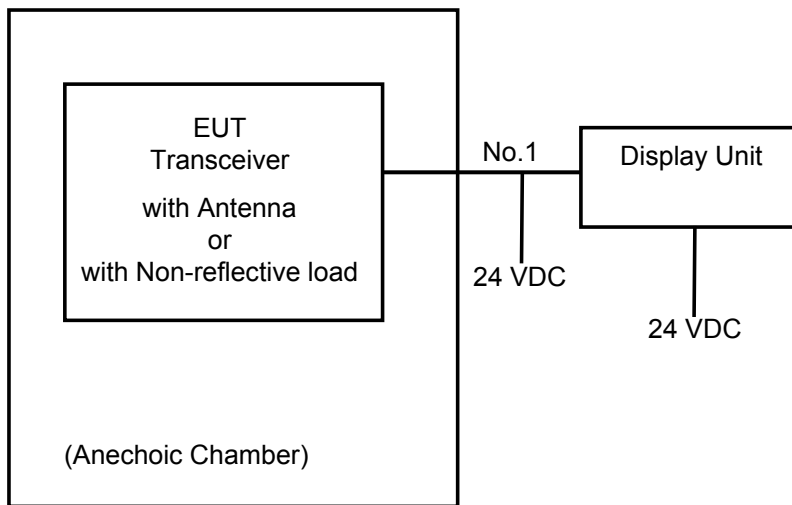 EUT
Transceiver
with Antenna
or
with Non-reflective load
No.1
Display Unit
24 VDC
24 VDC
(Anechoic Chamber)